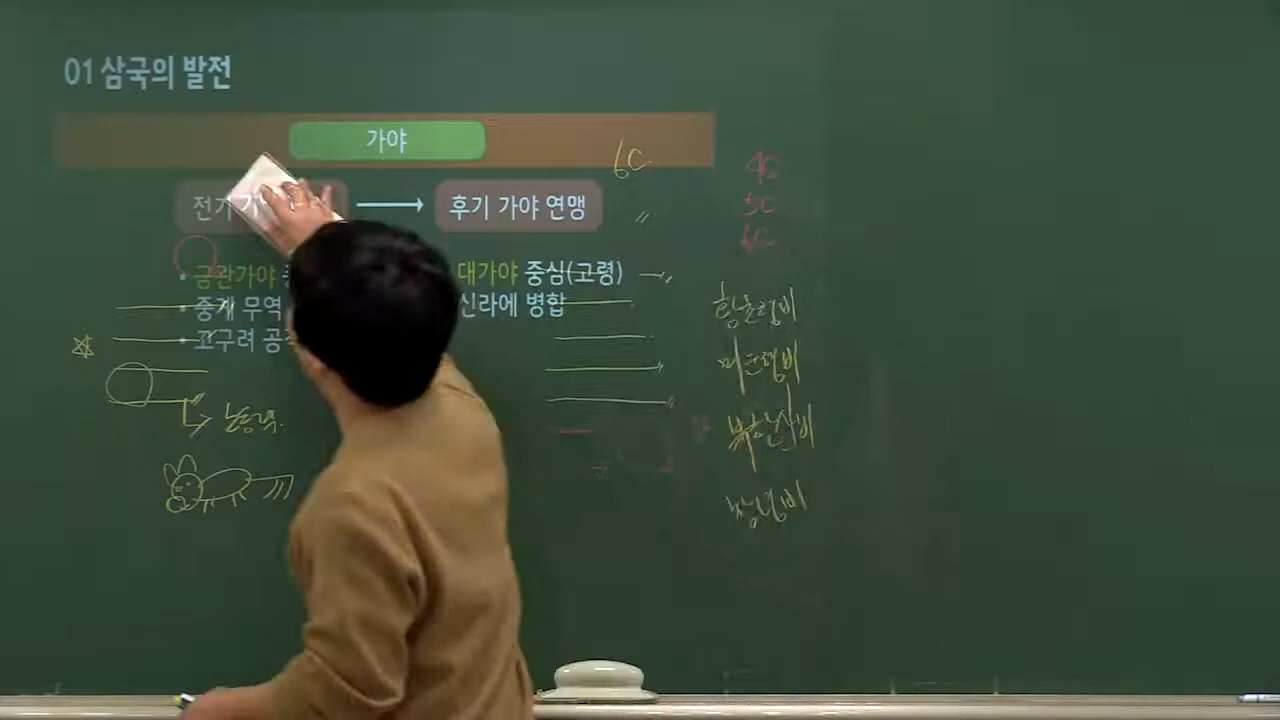 01 삼국의 발전
가야
6C
전기
후기 가야 연맹
금관가야
중계 무역
고구려 공
대가야 중심(고령)
신라에 병합
4C
5C
6C
황초령비
마운령비
북한산비
창녕비